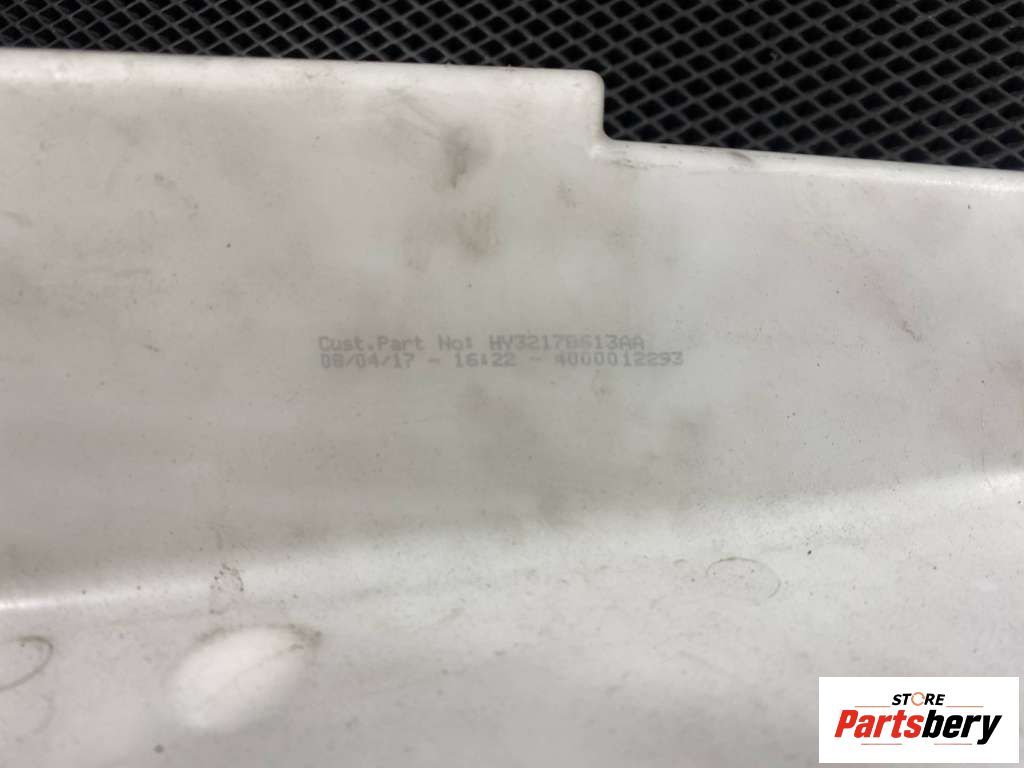 Cust.Part No: HY3217B613AA
08/04/17 - 16:22 - 4000012293
STORE
Partsbery